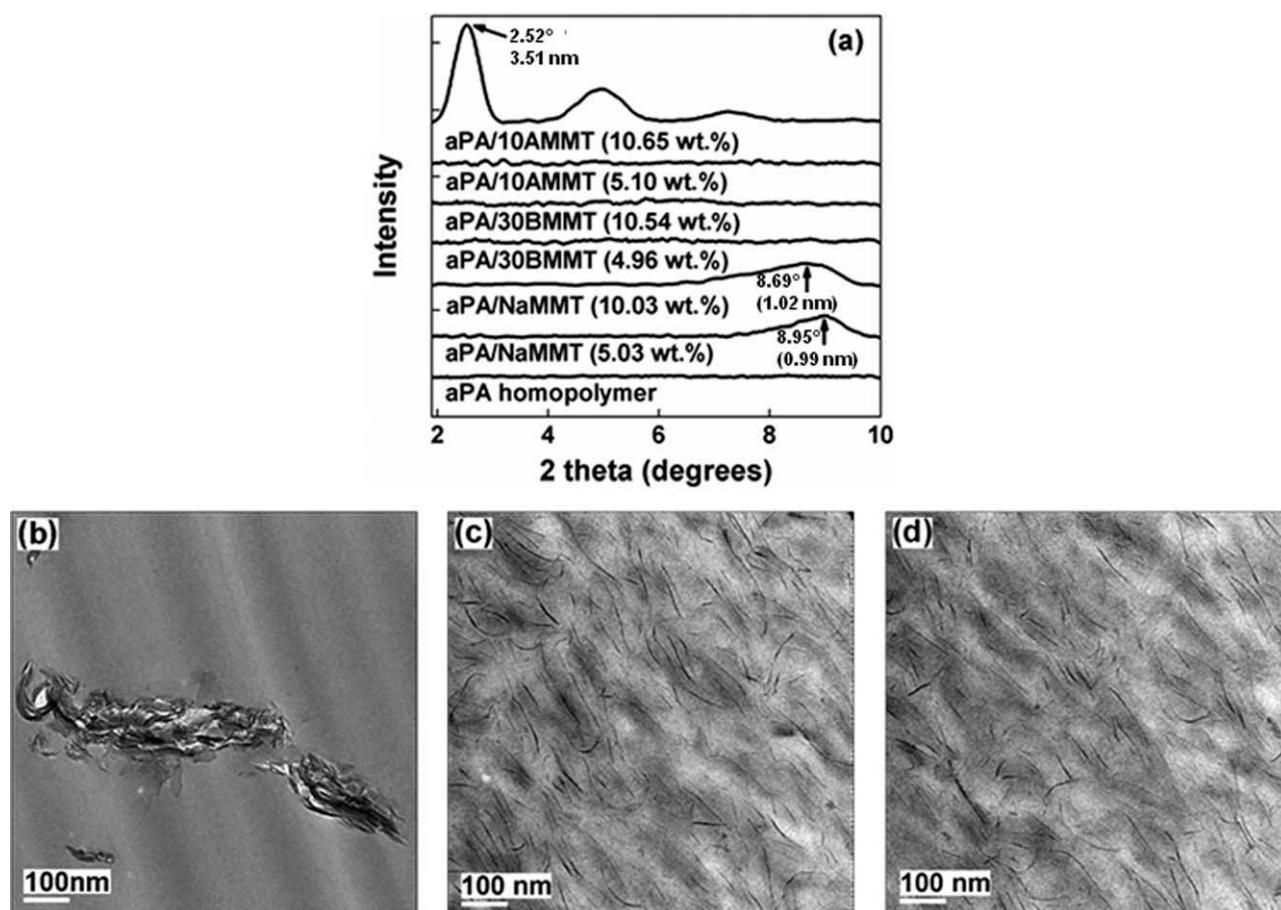 (a)
2.52°
3.51 nm
aPA/10AMMT (10.65 wt.%)
aPA/10AMMT (5.10 wt.%)
aPA/30BMMT (10.54 wt.%)
aPA/30BMMT (4.96 wt.%)
8.69°
(1.02 nm)
aPA/NaMMT (10.03 wt.%)
8.95°
(0.99 nm)
aPA/NaMMT (5.03 wt.%)
aPA homopolymer
Intensity
2 4 6 8 10
2 theta (degrees)
(b)
100nm
(c)
100 nm
(d)
100 nm